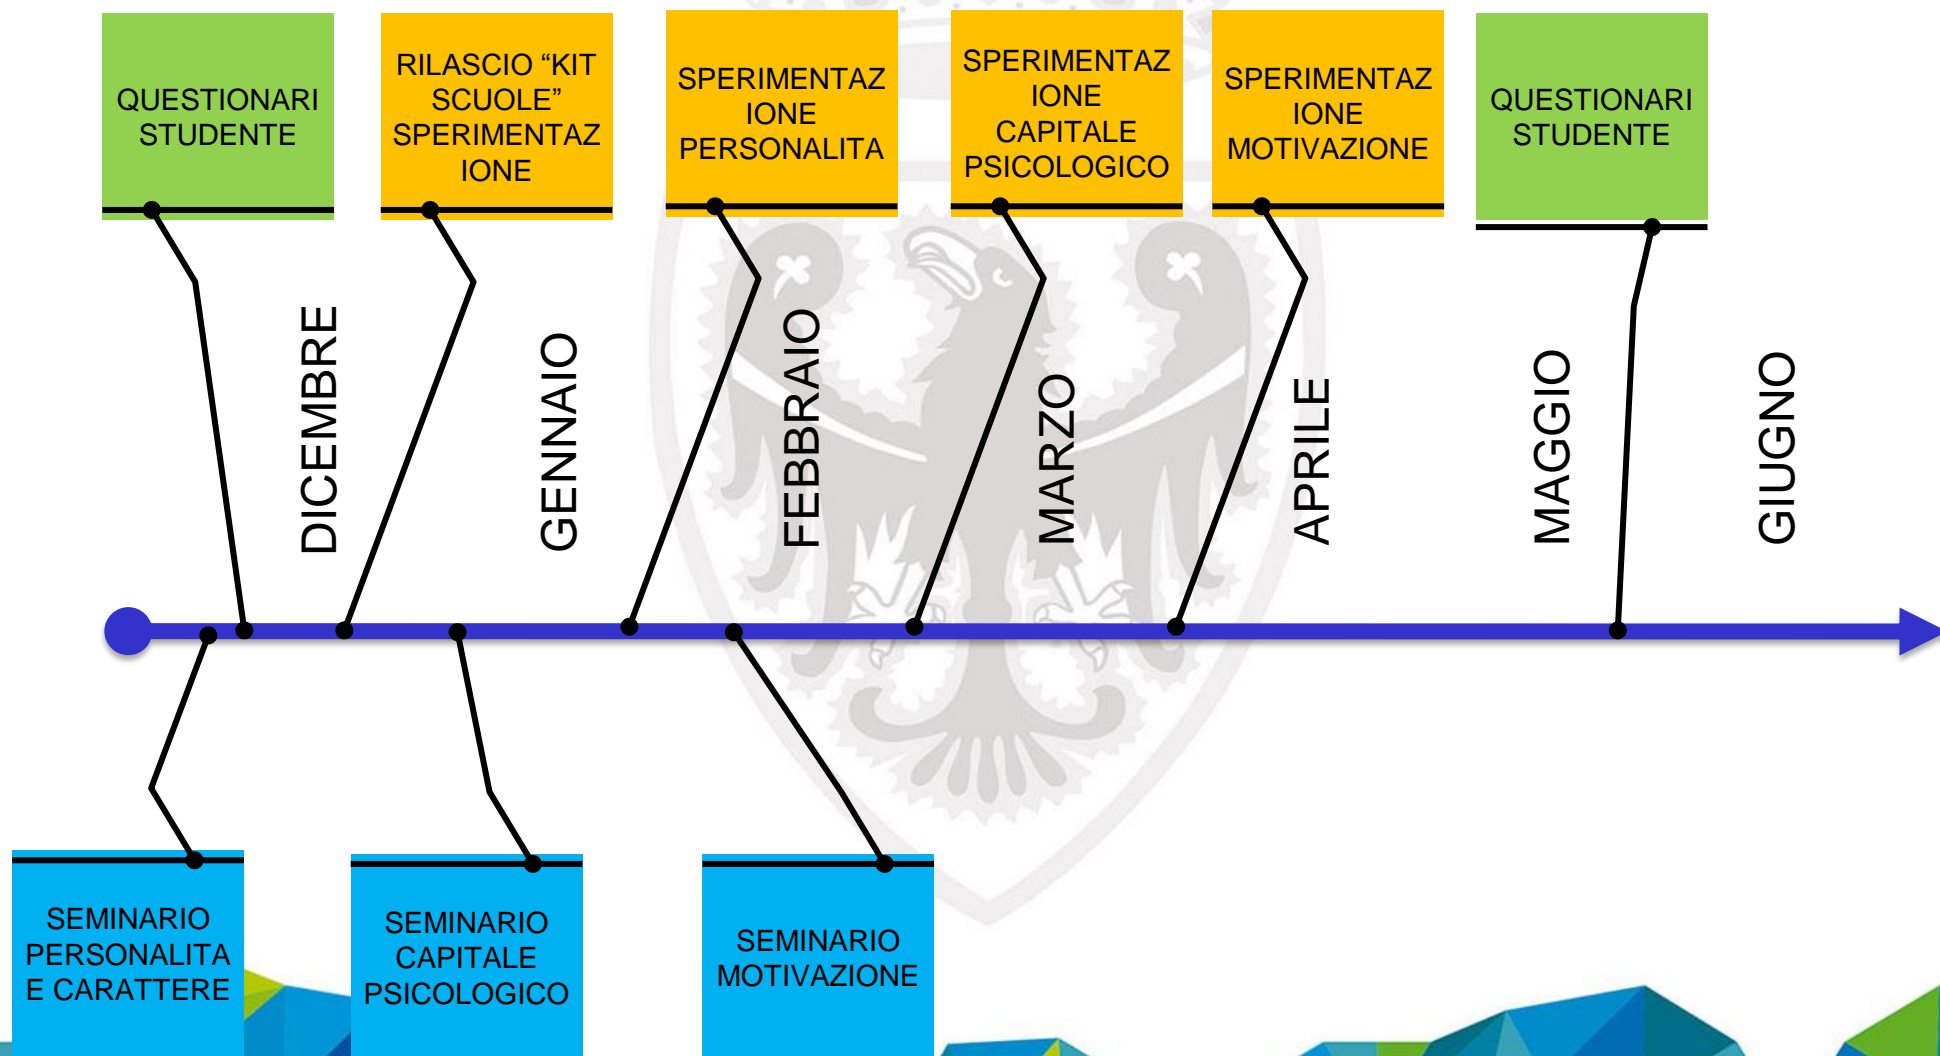 QUESTIONARI
STUDENTE
RILASCIO “KIT
SCUOLE”
SPERIMENTAZ
IONE
SPERIMENTAZ
IONE
PERSONALITA
SPERIMENTAZ
IONE
CAPITALE
PSICOLOGICO
SPERIMENTAZ
IONE
MOTIVAZIONE
QUESTIONARI
STUDENTE
DICEMBRE
GENNAIO
FEBBRAIO
MARZO
APRILE
MAGGIO
GIUGNO
SEMINARIO
PERSONALITA
E CARATTERE
SEMINARIO
CAPITALE
PSICOLOGICO
SEMINARIO
MOTIVAZIONE